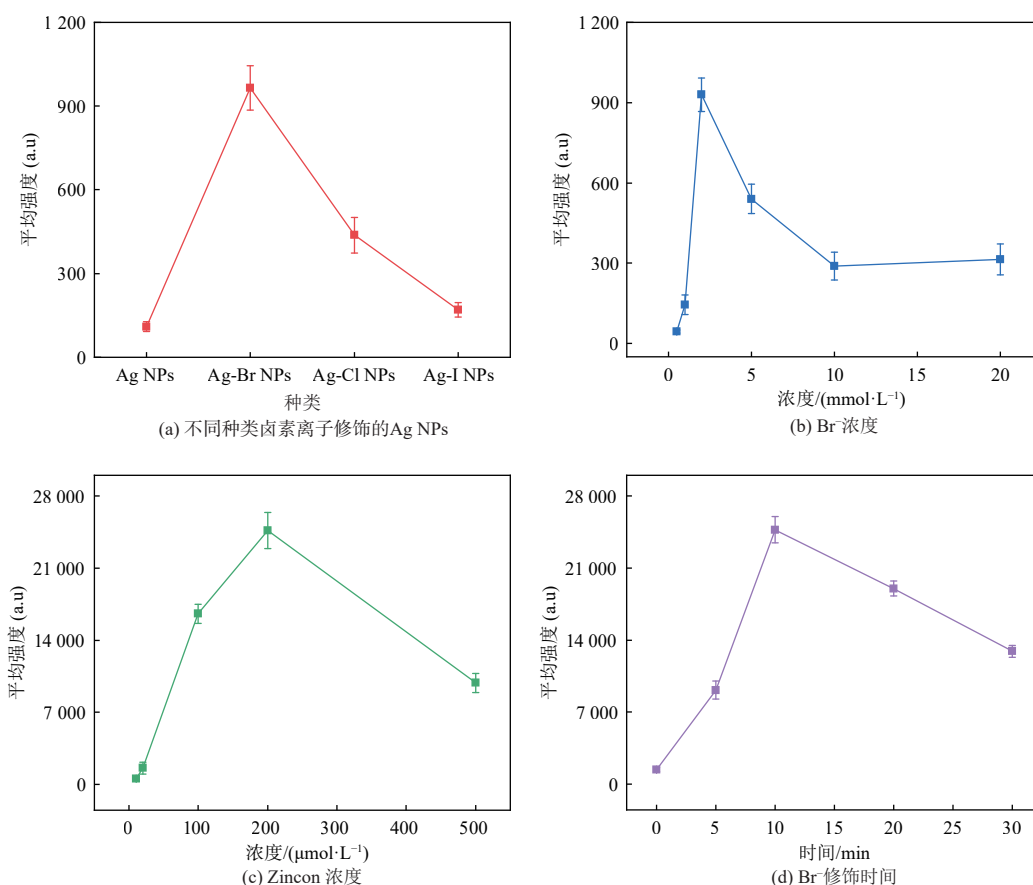 1 200
900
600
300
0
平均强度 (a.u)
Ag NPs Ag-Br NPs Ag-Cl NPs Ag-I NPs
种类
(a) 不同种类卤素离子修饰的Ag NPs
1 200
900
600
300
0
平均强度 (a.u)
0 5 10 15 20
浓度/(mmol·L⁻¹)
(b) Br⁻浓度
28 000
21 000
14 000
7 000
0
平均强度 (a.u)
0 100 200 300 400 500
浓度/(μmol·L⁻¹)
(c) Zincon 浓度
28 000
21 000
14 000
7 000
0
平均强度 (a.u)
0 5 10 15 20 25 30
时间/min
(d) Br⁻修饰时间